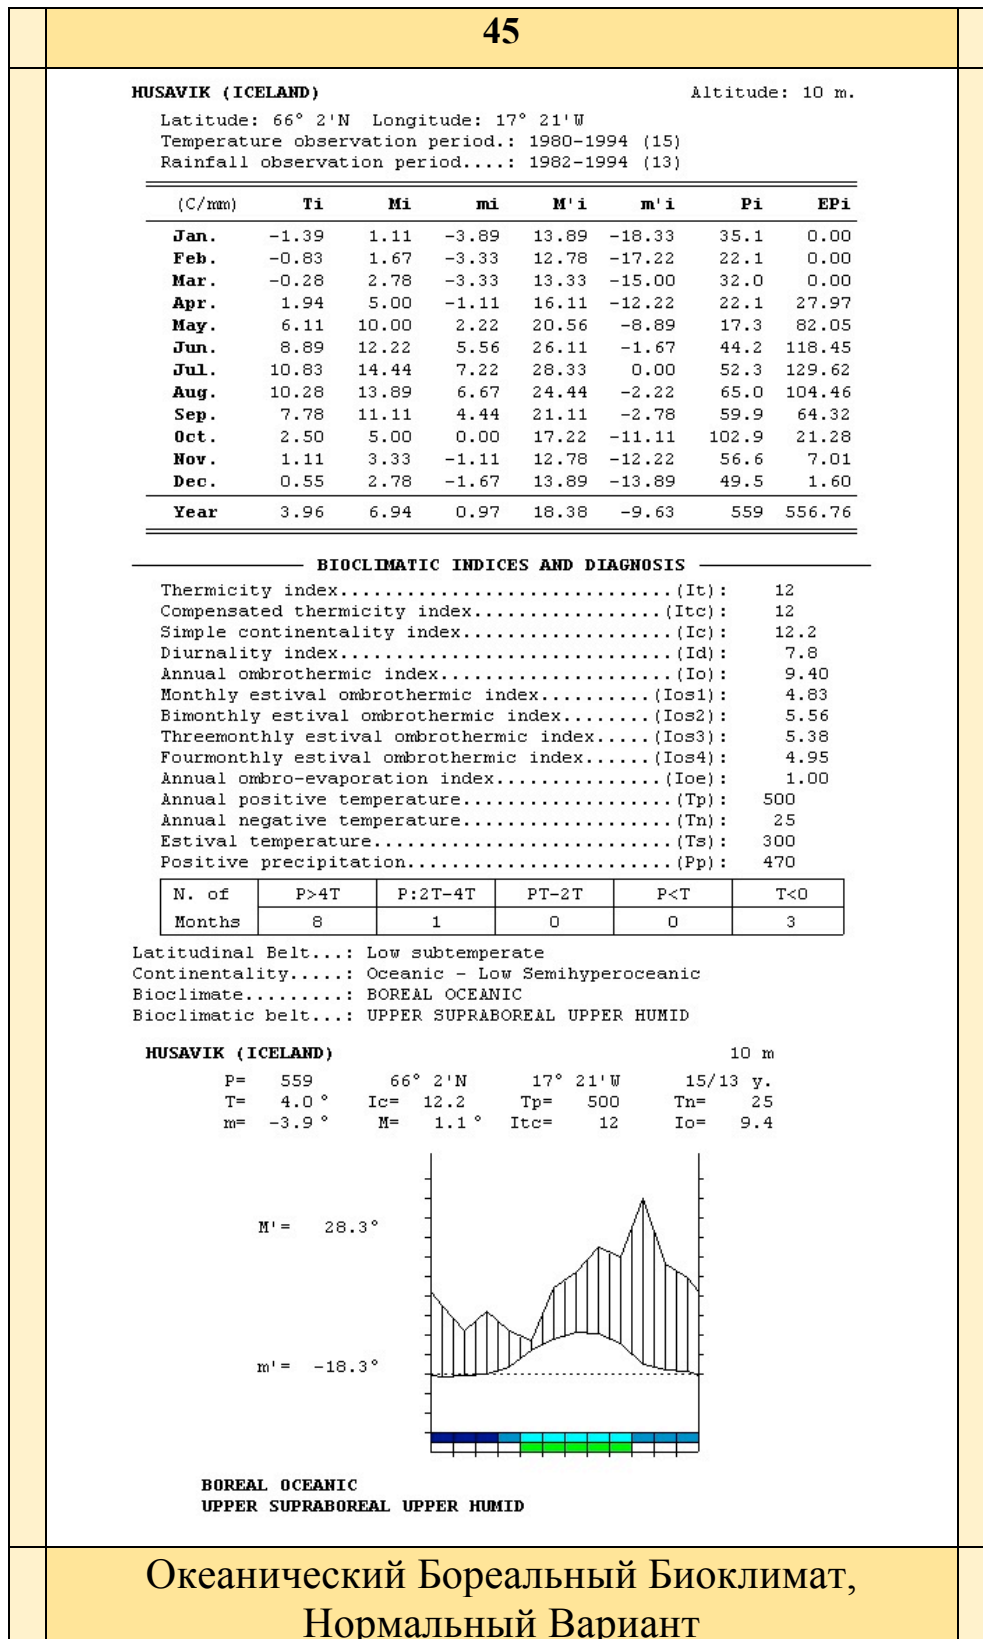 45
HUSAVIK (ICELAND) Altitude: 10 m.
Latitude: 66° 2'N Longitude: 17° 21'W
Temperature observation period.: 1980-1994 (15)
Rainfall observation period....: 1982-1994 (13)
(C/mm) Ti Mi mi M'i m'i Pi EPi
Jan. -1.39 1.11 -3.89 13.89 -18.33 35.1 0.00
Feb. -0.83 1.67 -3.33 12.78 -17.22 22.1 0.00
Mar. -0.28 2.78 -3.33 13.33 -15.00 32.0 0.00
Apr. 1.94 5.00 -1.11 16.11 -12.22 22.1 27.97
May. 6.11 10.00 2.22 20.56 -8.89 17.3 82.05
Jun. 8.89 12.22 5.56 26.11 -1.67 44.2 118.45
Jul. 10.83 14.44 7.22 28.33 0.00 52.3 129.62
Aug. 10.28 13.89 6.67 24.44 -2.22 65.0 104.46
Sep. 7.78 11.11 4.44 21.11 -2.78 59.9 64.32
Oct. 2.50 5.00 0.00 17.22 -11.11 102.9 21.28
Nov. 1.11 3.33 -1.11 12.78 -12.22 56.6 7.01
Dec. 0.55 2.78 -1.67 13.89 -13.89 49.5 1.60
Year 3.96 6.94 0.97 18.38 -9.63 559 556.76
BIOCLIMATIC INDICES AND DIAGNOSIS
Thermicity index..............................(It): 12
Compensated thermicity index.................(Itc): 12
Simple continentality index...................(Ic): 12.2
Diurnality index..............................(Id): 7.8
Annual ombrothermic index.....................(Io): 9.40
Monthly estival ombrothermic index..........(Ios1): 4.83
Bimonthly estival ombrothermic index........(Ios2): 5.56
Threemonthly estival ombrothermic index.....(Ios3): 5.38
Fourmonthly estival ombrothermic index......(Ios4): 4.95
Annual ombro-evaporation index...............(Ioe): 1.00
Annual positive temperature...................(Tp): 500
Annual negative temperature...................(Tn): 25
Estival temperature...........................(Ts): 300
Positive precipitation........................(Pp): 470
N. of P>4T P:2T-4T PT-2T P<T T<0
Months 8 1 0 0 3
Latitudinal Belt...: Low subtemperate
Continentality.....: Oceanic - Low Semihyperoceanic
Bioclimate.........: BOREAL OCEANIC
Bioclimatic belt...: UPPER SUPRABOREAL UPPER HUMID
HUSAVIK (ICELAND) 10 m
P= 559 66° 2'N 17° 21'W 15/13 y.
T= 4.0° Ic= 12.2 Tp= 500 Tn= 25
m= -3.9° M= 1.1° Itc= 12 Io= 9.4
M'= 28.3°
m'= -18.3°
BOREAL OCEANIC
UPPER SUPRABOREAL UPPER HUMID
Океанический Бореальный Биоклимат,
Нормальный Вариант